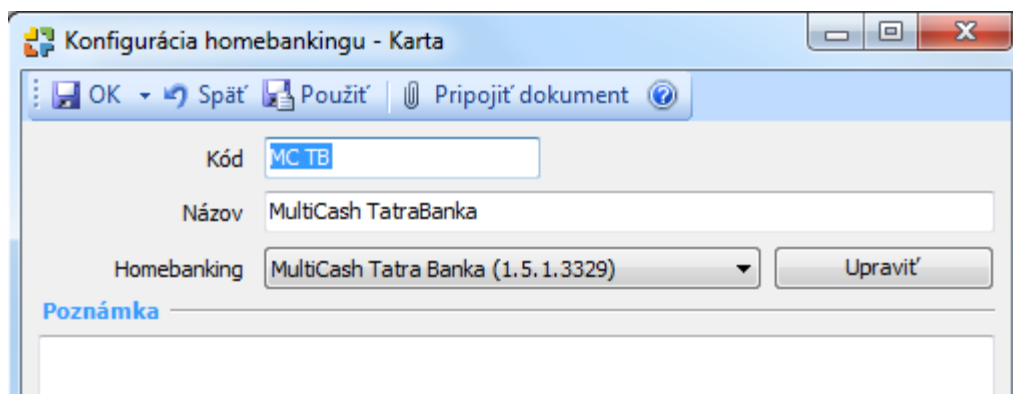 Konfigurácia homebankingu - Karta
OK Späť Použiť Pripojiť dokument
Kód MC TB
Názov MultiCash TatraBanka
Homebanking MultiCash Tatra Banka (1.5.1.3329) Upraviť
Poznámka